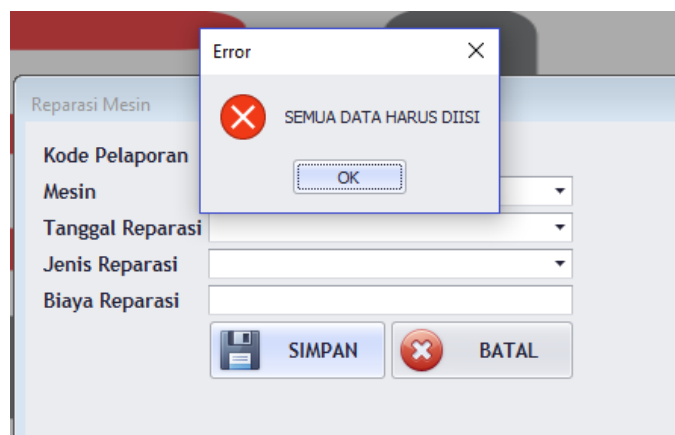 Error
SEMUA DATA HARUS DIISI
OK
Reparasi Mesin
Kode Pelaporan
Mesin
Tanggal Reparasi
Jenis Reparasi
Biaya Reparasi
SIMPAN
BATAL